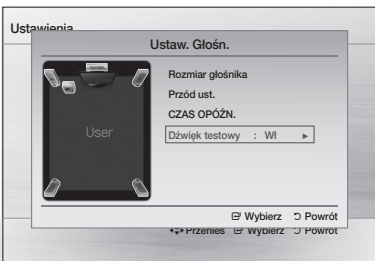 Ustawienia
Ustaw. Głośn.
Rozmiar głośnika
Przód ust.
CZAS OPÓŹN.
User
Dźwięk testowy : Wł ►
Wybierz Powrót
Przenieś Wybierz Powrót